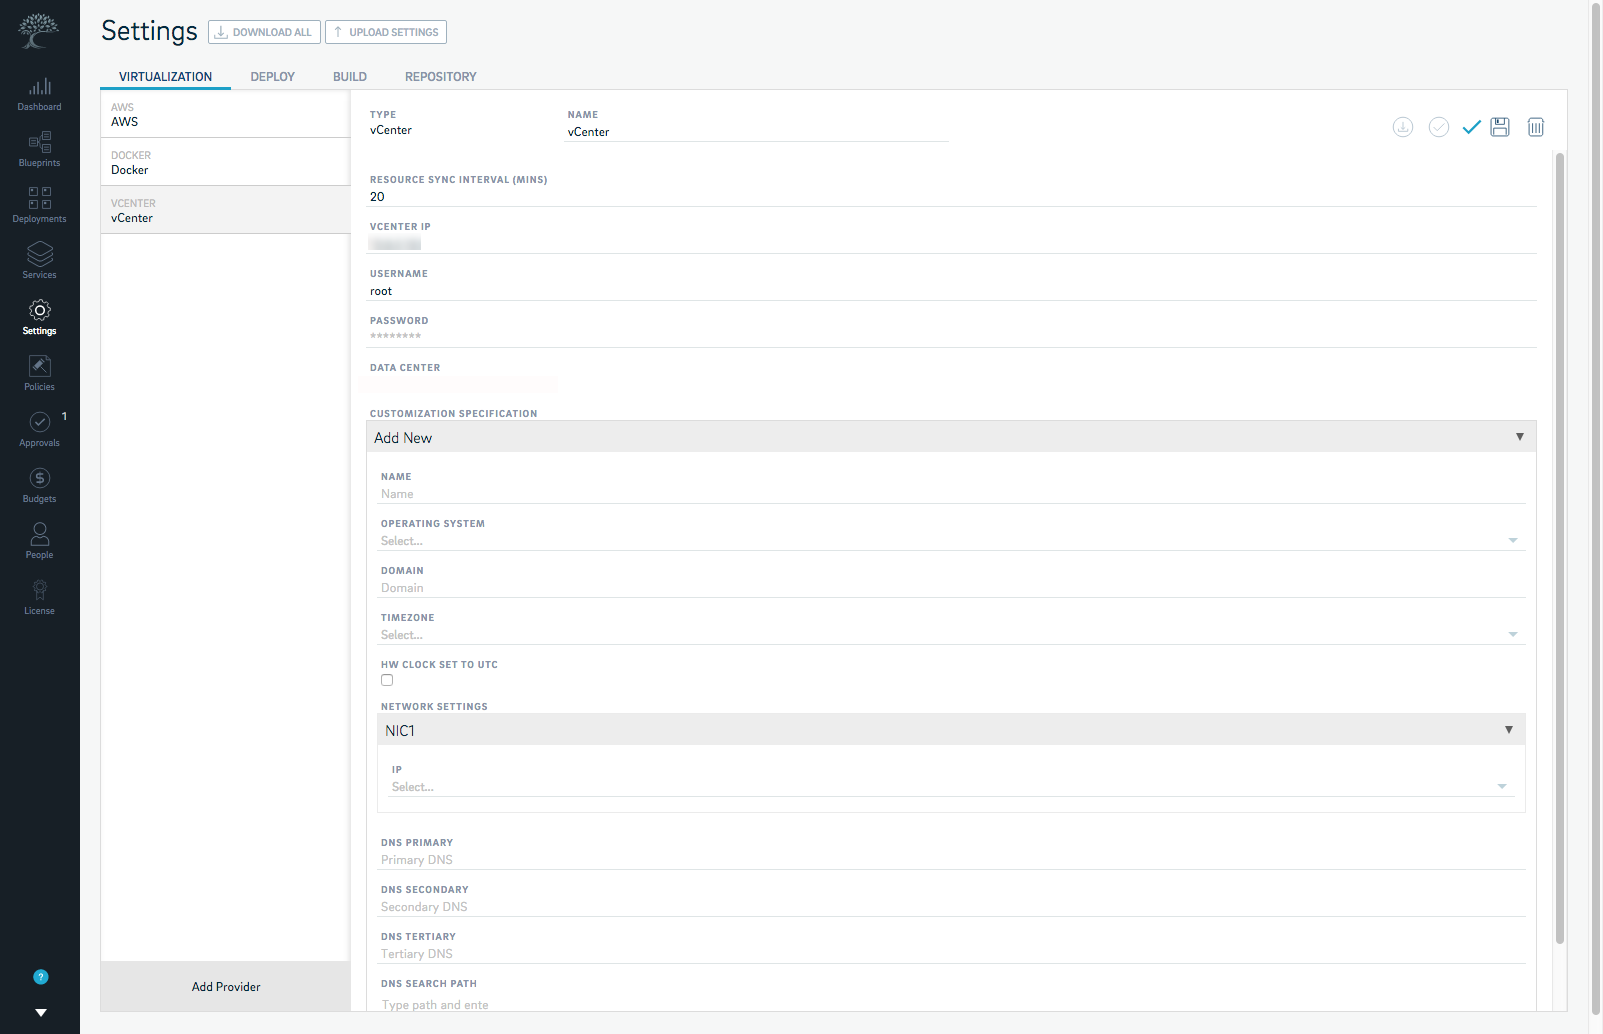 Settings
DOWNLOAD ALL
UPLOAD SETTINGS
VIRTUALIZATION
DEPLOY
BUILD
REPOSITORY
Dashboard
Blueprints
Deployments
Services
Settings
Policies
1
Approvals
$
Budgets
People
License
?
AWS
AWS
DOCKER
Docker
VCENTER
vCenter
Add Provider
TYPE
vCenter
NAME
vCenter
RESOURCE SYNC INTERVAL (MINS)
20
VCENTER IP
USERNAME
root
PASSWORD
********
DATA CENTER
CUSTOMIZATION SPECIFICATION
Add New
NAME
Name
OPERATING SYSTEM
Select...
DOMAIN
Domain
TIMEZONE
Select...
HW CLOCK SET TO UTC
NETWORK SETTINGS
NIC1
IP
Select...
DNS PRIMARY
Primary DNS
DNS SECONDARY
Secondary DNS
DNS TERTIARY
Tertiary DNS
DNS SEARCH PATH
Type path and ente